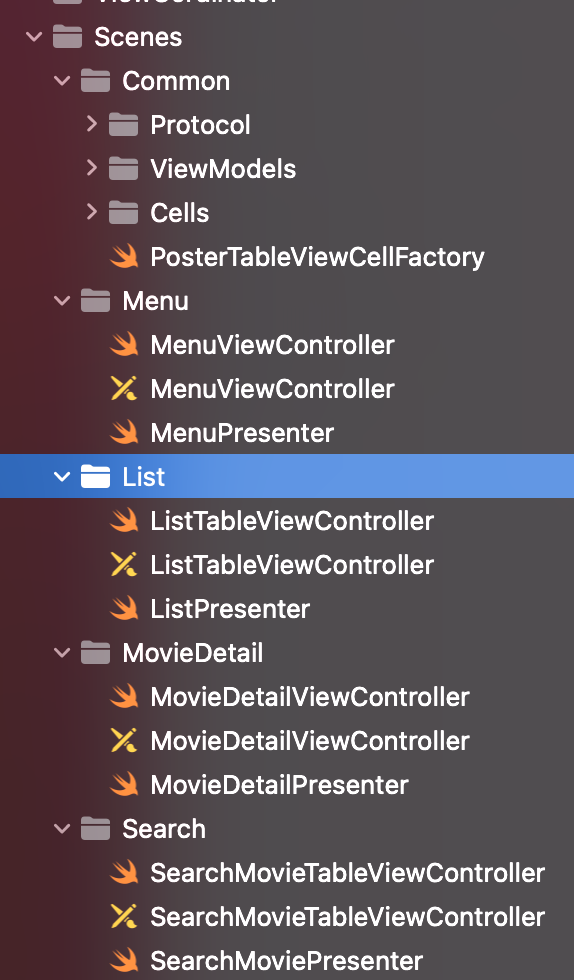 ViewCoordinator
Scenes
Common
Protocol
ViewModels
Cells
PosterTableViewCellFactory
Menu
MenuViewController
MenuViewController
MenuPresenter
List
ListTableViewController
ListTableViewController
ListPresenter
MovieDetail
MovieDetailViewController
MovieDetailViewController
MovieDetailPresenter
Search
SearchMovieTableViewController
SearchMovieTableViewController
SearchMoviePresenter